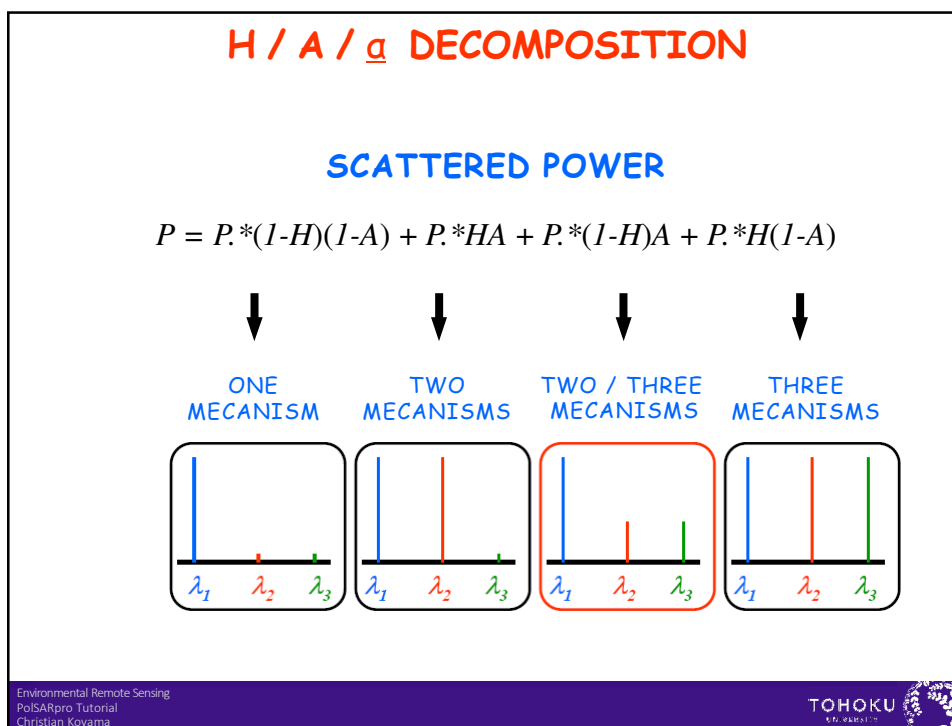 H / A / α DECOMPOSITION
SCATTERED POWER
P = P.*(1-H)(1-A) + P.*HA + P.*(1-H)A + P.*H(1-A)
ONE
MECANISM
TWO
MECANISMS
TWO / THREE
MECANISMS
THREE
MECANISMS
λ1 λ2 λ3
λ1 λ2 λ3
λ1 λ2 λ3
λ1 λ2 λ3
Environmental Remote Sensing
PolSARpro Tutorial
Christian Koyama
TOHOKU
UNIVERSITY